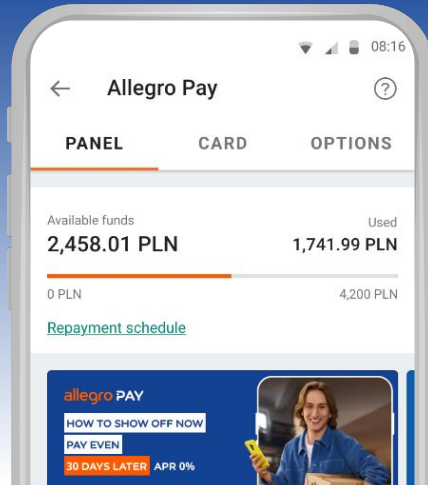 08:16
Allegro Pay
?
PANEL CARD OPTIONS
Available funds Used
2,458.01 PLN 1,741.99 PLN
0 PLN 4,200 PLN
Repayment schedule
allegro PAY
HOW TO SHOW OFF NOW
PAY EVEN
30 DAYS LATER APR 0%